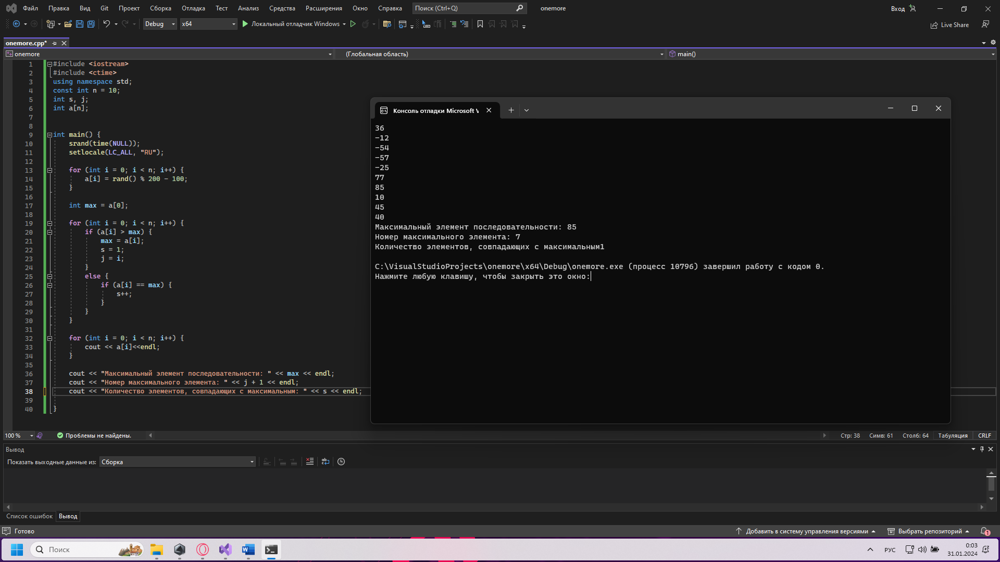 Файл Правка Вид Git Проект Сборка Отладка Тест Анализ Средства Расширения Окно Справка Поиск (Ctrl+Q) onemore Вход
Debug x64 Локальный отладчик Windows Live Share
onemore.cpp*
onemore (Глобальная область) main()
1 #include <iostream>
2 #include <ctime>
3 using namespace std;
4 const int n = 10;
5 int s, j;
6 int a[n];
7
8
9 int main() {
10 srand(time(NULL));
11 setlocale(LC_ALL, "RU");
12
13 for (int i = 0; i < n; i++) {
14 a[i] = rand() % 200 - 100;
15 }
16
17 int max = a[0];
18
19 for (int i = 0; i < n; i++) {
20 if (a[i] > max) {
21 max = a[i];
22 s = 1;
23 j = i;
24 }
25 else {
26 if (a[i] == max) {
27 s++;
28 }
29 }
30 }
31
32 for (int i = 0; i < n; i++) {
33 cout << a[i]<<endl;
34 }
35
36 cout << "Максимальный элемент последовательности: " << max << endl;
37 cout << "Номер максимального элемента: " << j + 1 << endl;
38 cout << "Количество элементов, совпадающих с максимальным: " << s << endl;
39
40 }
Консоль отладки Microsoft V
36
-12
-54
-57
-25
77
85
10
45
40
Максимальный элемент последовательности: 85
Номер максимального элемента: 7
Количество элементов, совпадающих с максимальным1
C:\VisualStudioProjects\onemore\x64\Debug\onemore.exe (процесс 10796) завершил работу с кодом 0.
Нажмите любую клавишу, чтобы закрыть это окно:
100 % Проблемы не найдены. Стр: 38 Симв: 61 Столб: 64 Табуляция CRLF
Вывод
Показать выходные данные из: Сборка
Список ошибок Вывод
Готово Добавить в систему управления версиями Выбрать репозиторий 1
Поиск РУС 0:03
31.01.2024